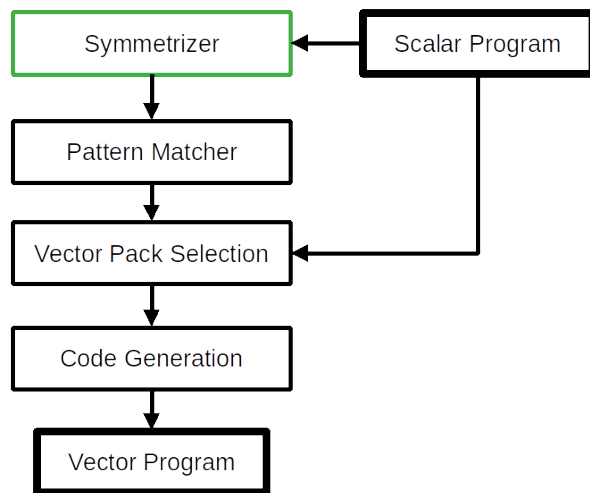 Symmetrizer
Scalar Program
Pattern Matcher
Vector Pack Selection
Code Generation
Vector Program